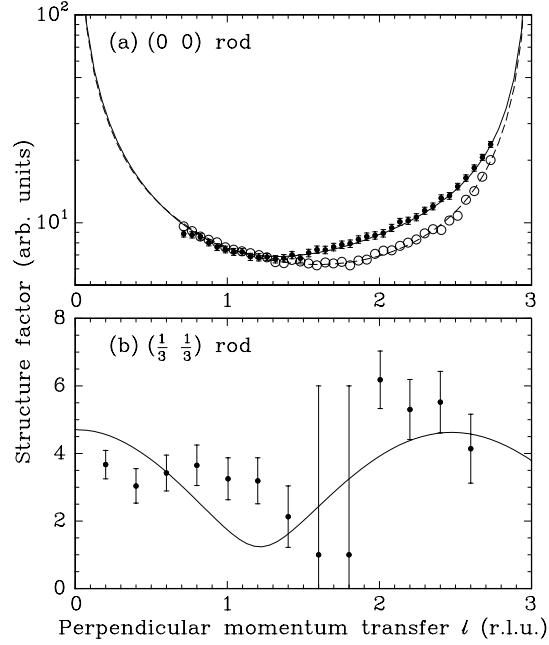 10²
(a) (0 0) rod
10¹
0 1 2 3
Structure factor (arb. units)
8
(b) (1/3 1/3) rod
6
4
2
0
0 1 2 3
Perpendicular momentum transfer l (r.l.u.)